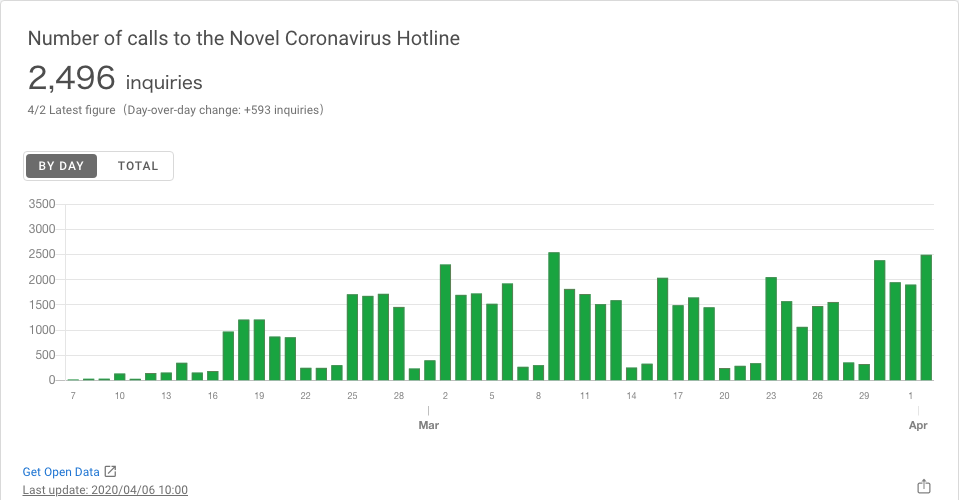 Number of calls to the Novel Coronavirus Hotline
2,496 inquiries
4/2 Latest figure（Day-over-day change: +593 inquiries）
BY DAY TOTAL
3500
3000
2500
2000
1500
1000
500
0
7 10 13 16 19 22 25 28 2 5 8 11 14 17 20 23 26 29 1
Mar Apr
Get Open Data
Last update: 2020/04/06 10:00